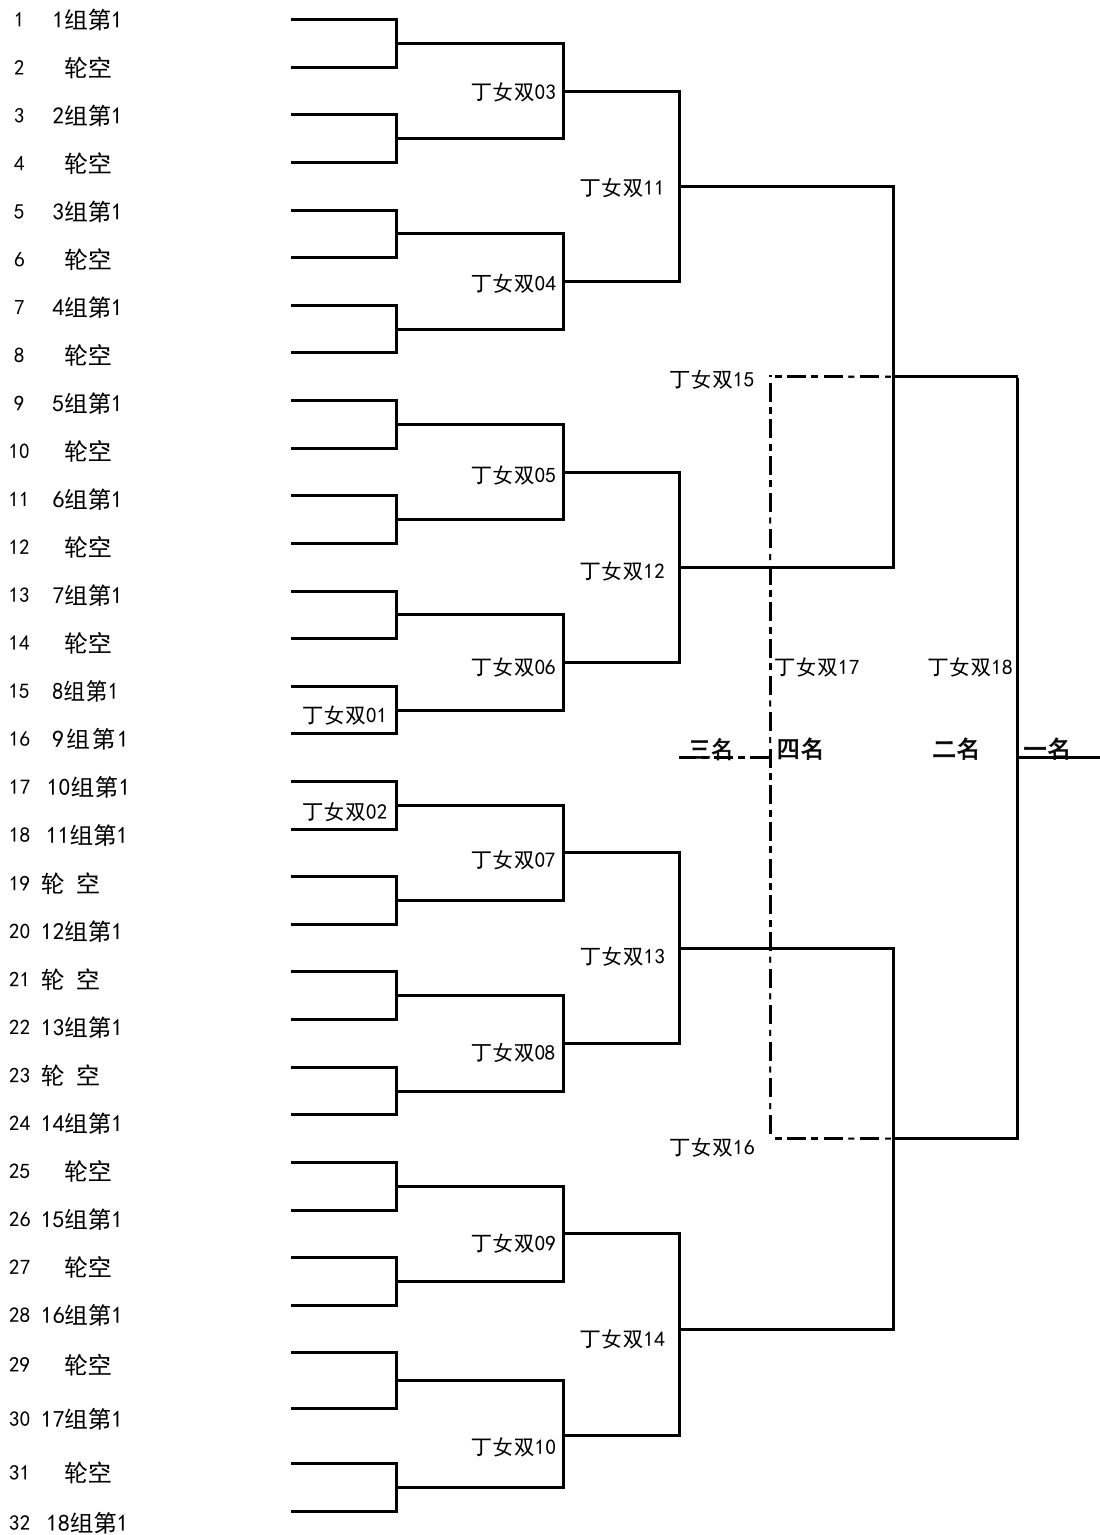 1 1组第1
2 轮空
丁女双03
3 2组第1
4 轮空
丁女双11
5 3组第1
6 轮空
丁女双04
7 4组第1
8 轮空
丁女双15
9 5组第1
10 轮空
丁女双05
11 6组第1
12 轮空
丁女双12
13 7组第1
14 轮空
丁女双06 丁女双17 丁女双18
15 8组第1
丁女双01
16 9组第1
三名 四名 二名 一名
17 10组第1
丁女双02
18 11组第1
丁女双07
19 轮 空
20 12组第1
丁女双13
21 轮 空
22 13组第1
丁女双08
23 轮 空
24 14组第1
丁女双16
25 轮空
26 15组第1
丁女双09
27 轮空
28 16组第1
丁女双14
29 轮空
30 17组第1
丁女双10
31 轮空
32 18组第1